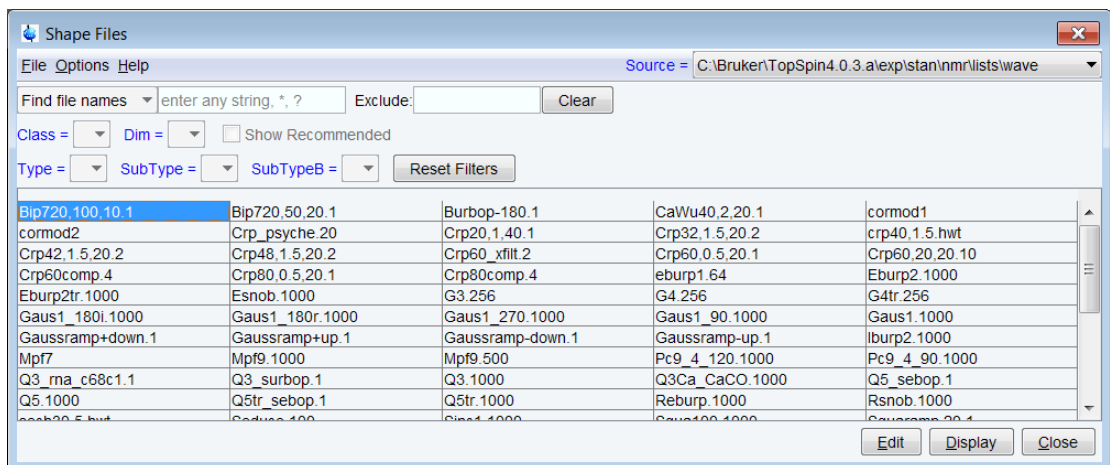 Shape Files
File Options Help Source = C:\Bruker\TopSpin4.0.3.a\exp\stan\nmr\lists\wave
Find file names enter any string, *, ? Exclude: Clear
Class = Dim = Show Recommended
Type = SubType = SubTypeB = Reset Filters
Bip720,100,10.1 Bip720,50,20.1 Burbop-180.1 CaWu40,2,20.1 cormod1
cormod2 Crp_psyche.20 Crp20,1,40.1 Crp32,1.5,20.2 crp40,1.5.hwt
Crp42,1.5,20.2 Crp48,1.5,20.2 Crp60_xfilt.2 Crp60,0.5,20.1 Crp60,20,20.10
Crp60comp.4 Crp80,0.5,20.1 Crp80comp.4 eburp1.64 Eburp2.1000
Eburp2tr.1000 Esnob.1000 G3.256 G4.256 G4tr.256
Gaus1_180i.1000 Gaus1_180r.1000 Gaus1_270.1000 Gaus1_90.1000 Gaus1.1000
Gaussramp+down.1 Gaussramp+up.1 Gaussramp-down.1 Gaussramp-up.1 Iburp2.1000
Mpf7 Mpf9.1000 Mpf9.500 Pc9_4_120.1000 Pc9_4_90.1000
Q3_rna_c68c1.1 Q3_surbop.1 Q3.1000 Q3Ca_CaCO.1000 Q5_sebop.1
Q5.1000 Q5tr_sebop.1 Q5tr.1000 Reburp.1000 Rsnob.1000
Edit Display Close